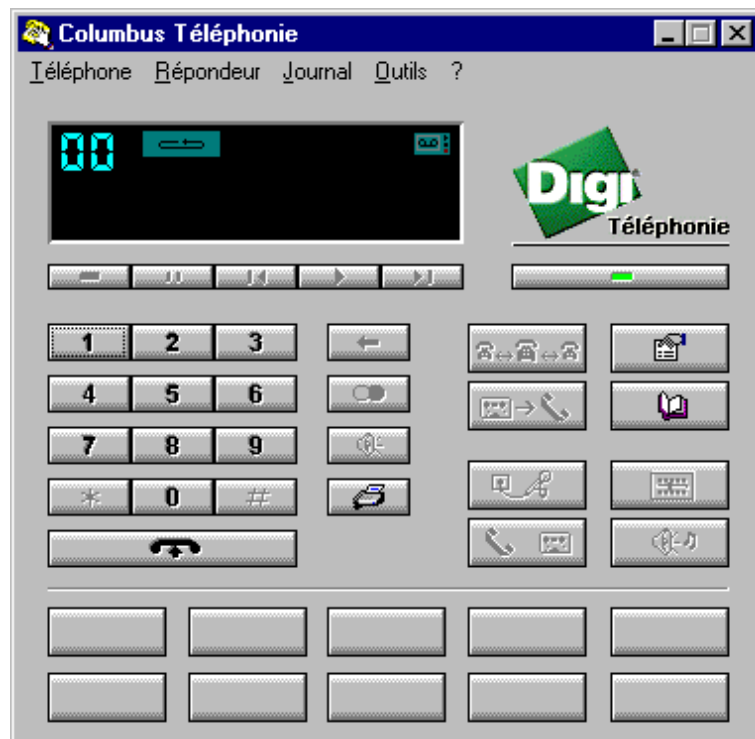 Columbus Téléphonie
Téléphone Répondeur Journal Outils ?
00
Digi
Téléphonie
1 2 3
4 5 6
7 8 9
* 0 #